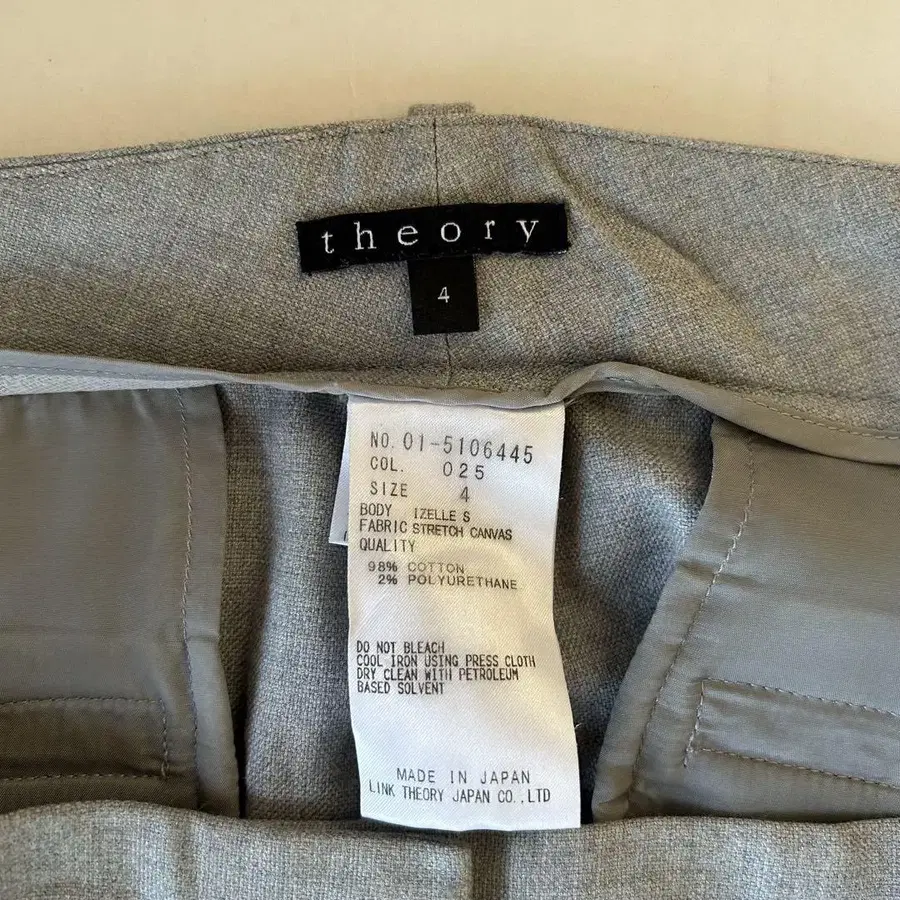 theory
4
NO. 01-5106445
COL. 025
SIZE 4
BODY IZELLE S
FABRIC STRETCH CANVAS
QUALITY
98% COTTON
2% POLYURETHANE
DO NOT BLEACH
COOL IRON USING PRESS CLOTH
DRY CLEAN WITH PETROLEUM
BASED SOLVENT
MADE IN JAPAN
LINK THEORY JAPAN CO.,LTD